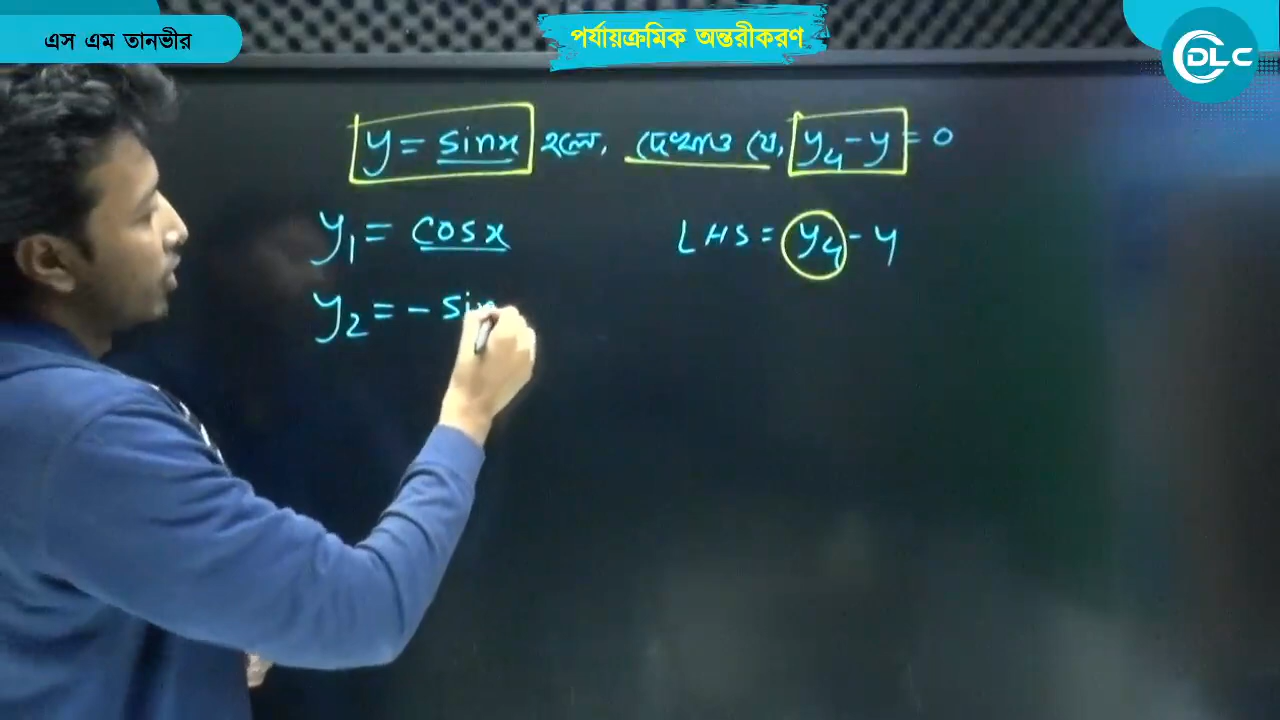 এস এম তানভীর
পর্যায়ক্রমিক অন্তরীকরণ
DLC
y = sinx হলে, দেখাও যে, y₄ - y = 0
y₁ = cosx
LHS = y₄ - y
y₂ = - sin